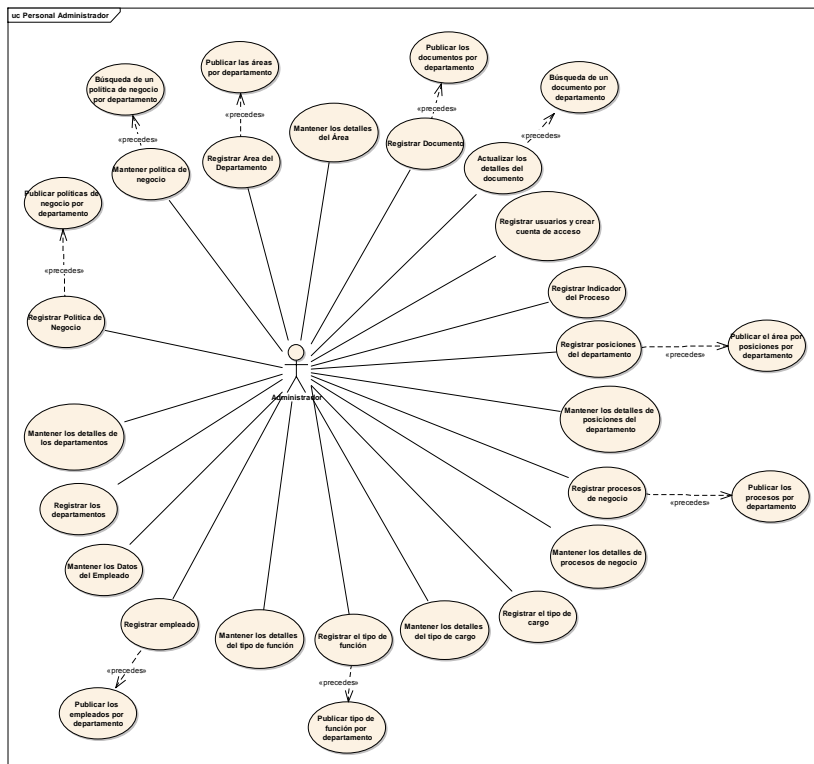 uc Personal Administrador
Publicar los
documentos por
departamento
Publicar las áreas
por departamento
Búsqueda de un
política de negocio
por departamento
Búsqueda de un
documento por
departamento
«precedes»
«precedes»
«precedes»
«precedes»
Mantener los detalles
del Área
Registrar Documento
Registrar Area del
Departamento
Actualizar los
detalles del
documento
Mantener política de
negocio
Publicar políticas de
negocio por
departamento
Registrar usuarios y crear
cuenta de acceso
«precedes»
Registrar Indicador
del Proceso
Registrar Política de
Negocio
Registrar posiciones
del departamento
«precedes»
Publicar el área por
posiciones por
departamento
Administrador
Mantener los detalles de
posiciones del
departamento
Mantener los detalles de
los departamentos
Registrar procesos
de negocio
«precedes»
Publicar los
procesos por
departamento
Registrar los
departamentos
Mantener los detalles de
procesos de negocio
Mantener los Datos
del Empleado
Registrar el tipo de
cargo
Registrar empleado
Mantener los detalles
del tipo de función
Registrar el tipo de
función
Mantener los detalles
del tipo de cargo
«precedes»
«precedes»
Publicar los
empleados por
departamento
Publicar tipo de
función por
departamento